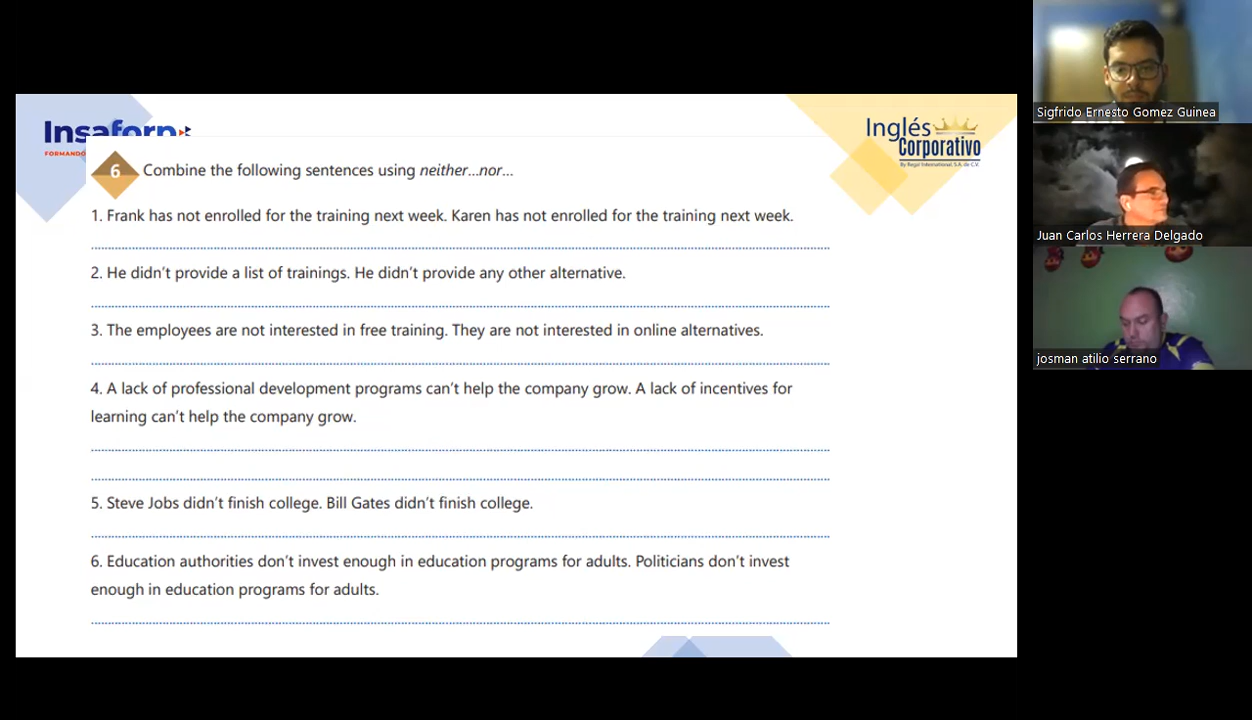 Insaforp
FORMANDO
Inglés
Corporativo
By Regal International, S.A. de C.V.
6 Combine the following sentences using neither...nor...
1. Frank has not enrolled for the training next week. Karen has not enrolled for the training next week.
2. He didn't provide a list of trainings. He didn't provide any other alternative.
3. The employees are not interested in free training. They are not interested in online alternatives.
4. A lack of professional development programs can't help the company grow. A lack of incentives for
learning can't help the company grow.
5. Steve Jobs didn't finish college. Bill Gates didn't finish college.
6. Education authorities don't invest enough in education programs for adults. Politicians don't invest
enough in education programs for adults.
Sigfrido Ernesto Gomez Guinea
Juan Carlos Herrera Delgado
josman atilio serrano